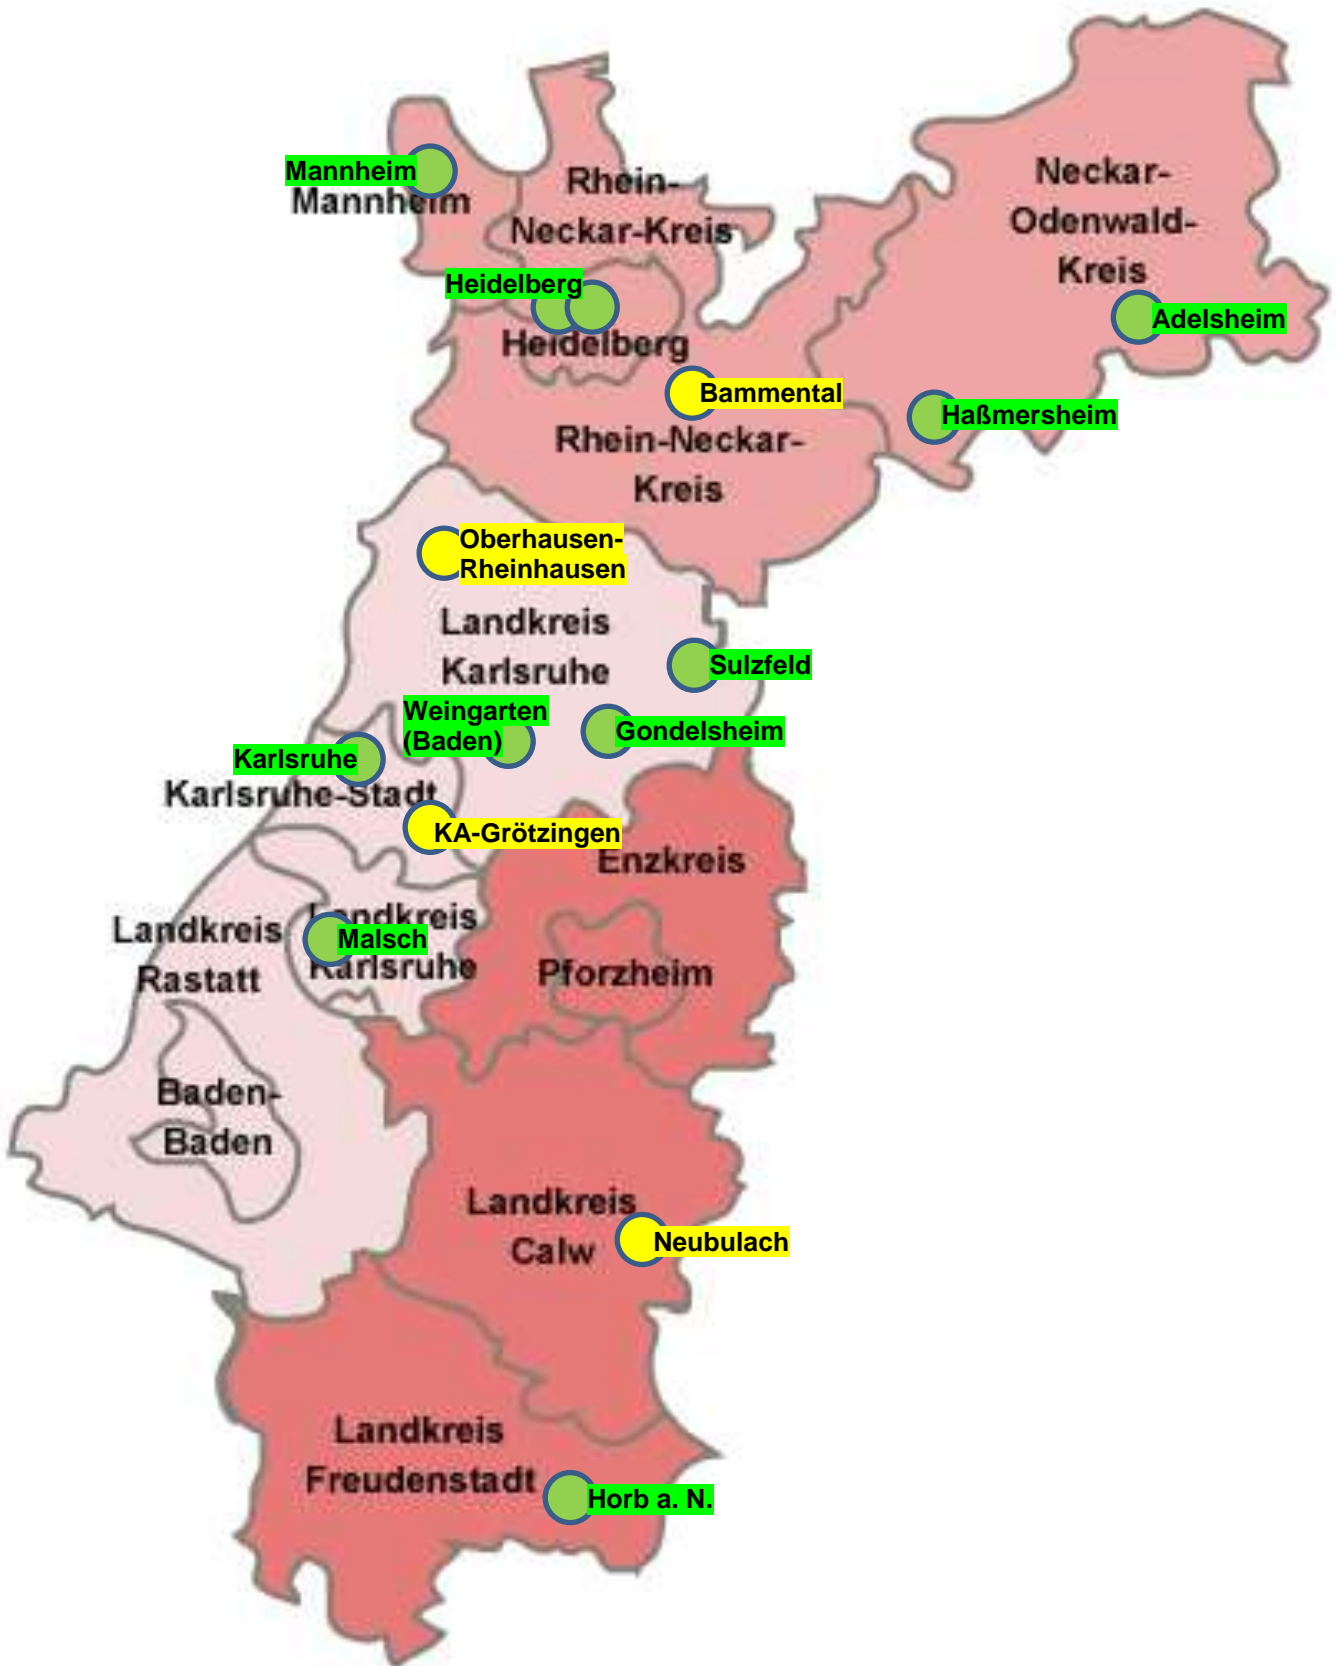 Mannheim
Mannheim
Rhein-
Neckar-Kreis
Neckar-
Odenwald-
Kreis
Heidelberg
Heidelberg
Adelsheim
Bammental
Haßmersheim
Rhein-Neckar-
Kreis
Oberhausen-
Rheinhausen
Landkreis
Karlsruhe
Sulzfeld
Weingarten
(Baden)
Gondelsheim
Karlsruhe
Karlsruhe-Stadt
KA-Grötzingen
Enzkreis
Landkreis
Rastatt
Landkreis
Karlsruhe
Malsch
Pforzheim
Baden-
Baden
Landkreis
Calw
Neubulach
Landkreis
Freudenstadt
Horb a. N.